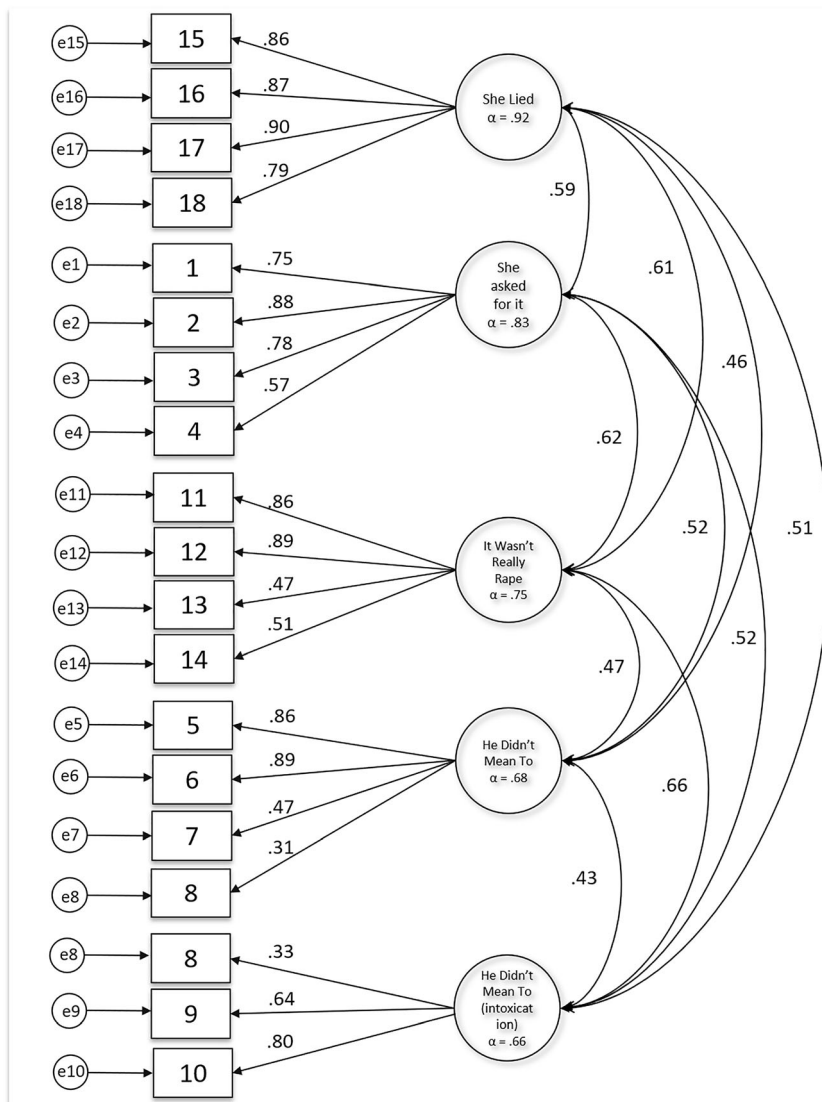 e15 15 .86
e16 16 .87
e17 17 .90
e18 18 .79
She Lied
α = .92
.59
e1 1 .75
e2 2 .88
e3 3 .78
e4 4 .57
She
asked
for it
α = .83
.61
.46
.62
e11 11 .86
e12 12 .89
e13 13 .47
e14 14 .51
It Wasn't
Really
Rape
α = .75
.52
.51
.52
.47
e5 5 .86
e6 6 .89
e7 7 .47
e8 8 .31
He Didn't
Mean To
α = .68
.66
.43
e8 8 .33
e9 9 .64
e10 10 .80
He Didn't
Mean To
(intoxicat
ion)
α = .66